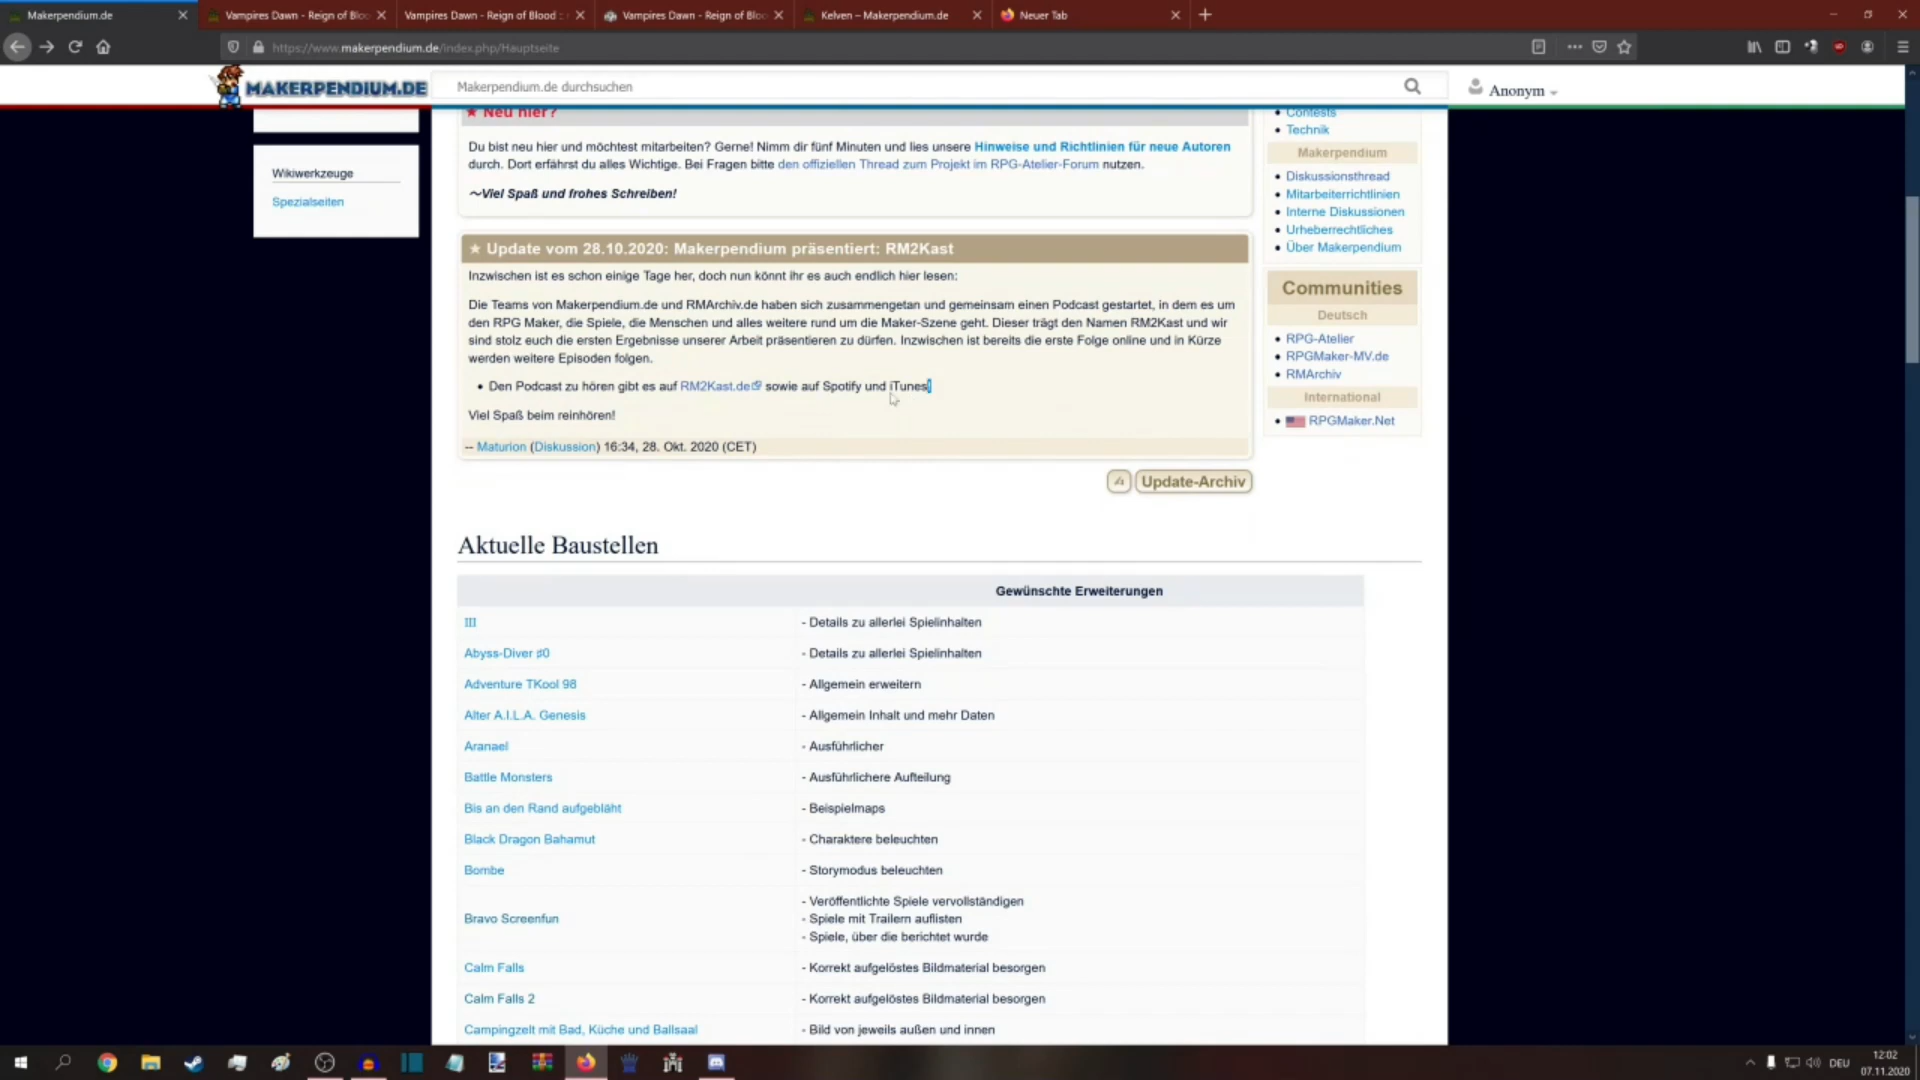 Makerpendium.de
Vampires Dawn - Reign of Bloo
Vampires Dawn - Reign of Blood ::
Vampires Dawn - Reign of Bloo
Kelven – Makerpendium.de
Neuer Tab
https://www.makerpendium.de/index.php/Hauptseite
MAKERPENDIUM.DE
Makerpendium.de durchsuchen
Anonym
Wikiwerkzeuge
Spezialseiten
★ Neu hier?
Du bist neu hier und möchtest mitarbeiten? Gerne! Nimm dir fünf Minuten und lies unsere Hinweise und Richtlinien für neue Autoren
durch. Dort erfährst du alles Wichtige. Bei Fragen bitte den offiziellen Thread zum Projekt im RPG-Atelier-Forum nutzen.
~Viel Spaß und frohes Schreiben!
★ Update vom 28.10.2020: Makerpendium präsentiert: RM2Kast
Inzwischen ist es schon einige Tage her, doch nun könnt ihr es auch endlich hier lesen:
Die Teams von Makerpendium.de und RMArchiv.de haben sich zusammengetan und gemeinsam einen Podcast gestartet, in dem es um
den RPG Maker, die Spiele, die Menschen und alles weitere rund um die Maker-Szene geht. Dieser trägt den Namen RM2Kast und wir
sind stolz euch die ersten Ergebnisse unserer Arbeit präsentieren zu dürfen. Inzwischen ist bereits die erste Folge online und in Kürze
werden weitere Episoden folgen.
• Den Podcast zu hören gibt es auf RM2Kast.de sowie auf Spotify und iTunes!
Viel Spaß beim reinhören!
-- Maturion (Diskussion) 16:34, 28. Okt. 2020 (CET)
Update-Archiv
• Contests
• Technik
Makerpendium
• Diskussionsthread
• Mitarbeiterrichtlinien
• Interne Diskussionen
• Urheberrechtliches
• Über Makerpendium
Communities
Deutsch
• RPG-Atelier
• RPGMaker-MV.de
• RMArchiv
International
• RPGMaker.Net
Aktuelle Baustellen
Gewünschte Erweiterungen
III - Details zu allerlei Spielinhalten
Abyss-Diver #0 - Details zu allerlei Spielinhalten
Adventure TKool 98 - Allgemein erweitern
Alter A.I.L.A. Genesis - Allgemein Inhalt und mehr Daten
Aranael - Ausführlicher
Battle Monsters - Ausführlichere Aufteilung
Bis an den Rand aufgebläht - Beispielmaps
Black Dragon Bahamut - Charaktere beleuchten
Bombe - Storymodus beleuchten
Bravo Screenfun
- Veröffentlichte Spiele vervollständigen
- Spiele mit Trailern auflisten
- Spiele, über die berichtet wurde
Calm Falls - Korrekt aufgelöstes Bildmaterial besorgen
Calm Falls 2 - Korrekt aufgelöstes Bildmaterial besorgen
Campingzelt mit Bad, Küche und Ballsaal - Bild von jeweils außen und innen
DEU
12:02
07.11.2020